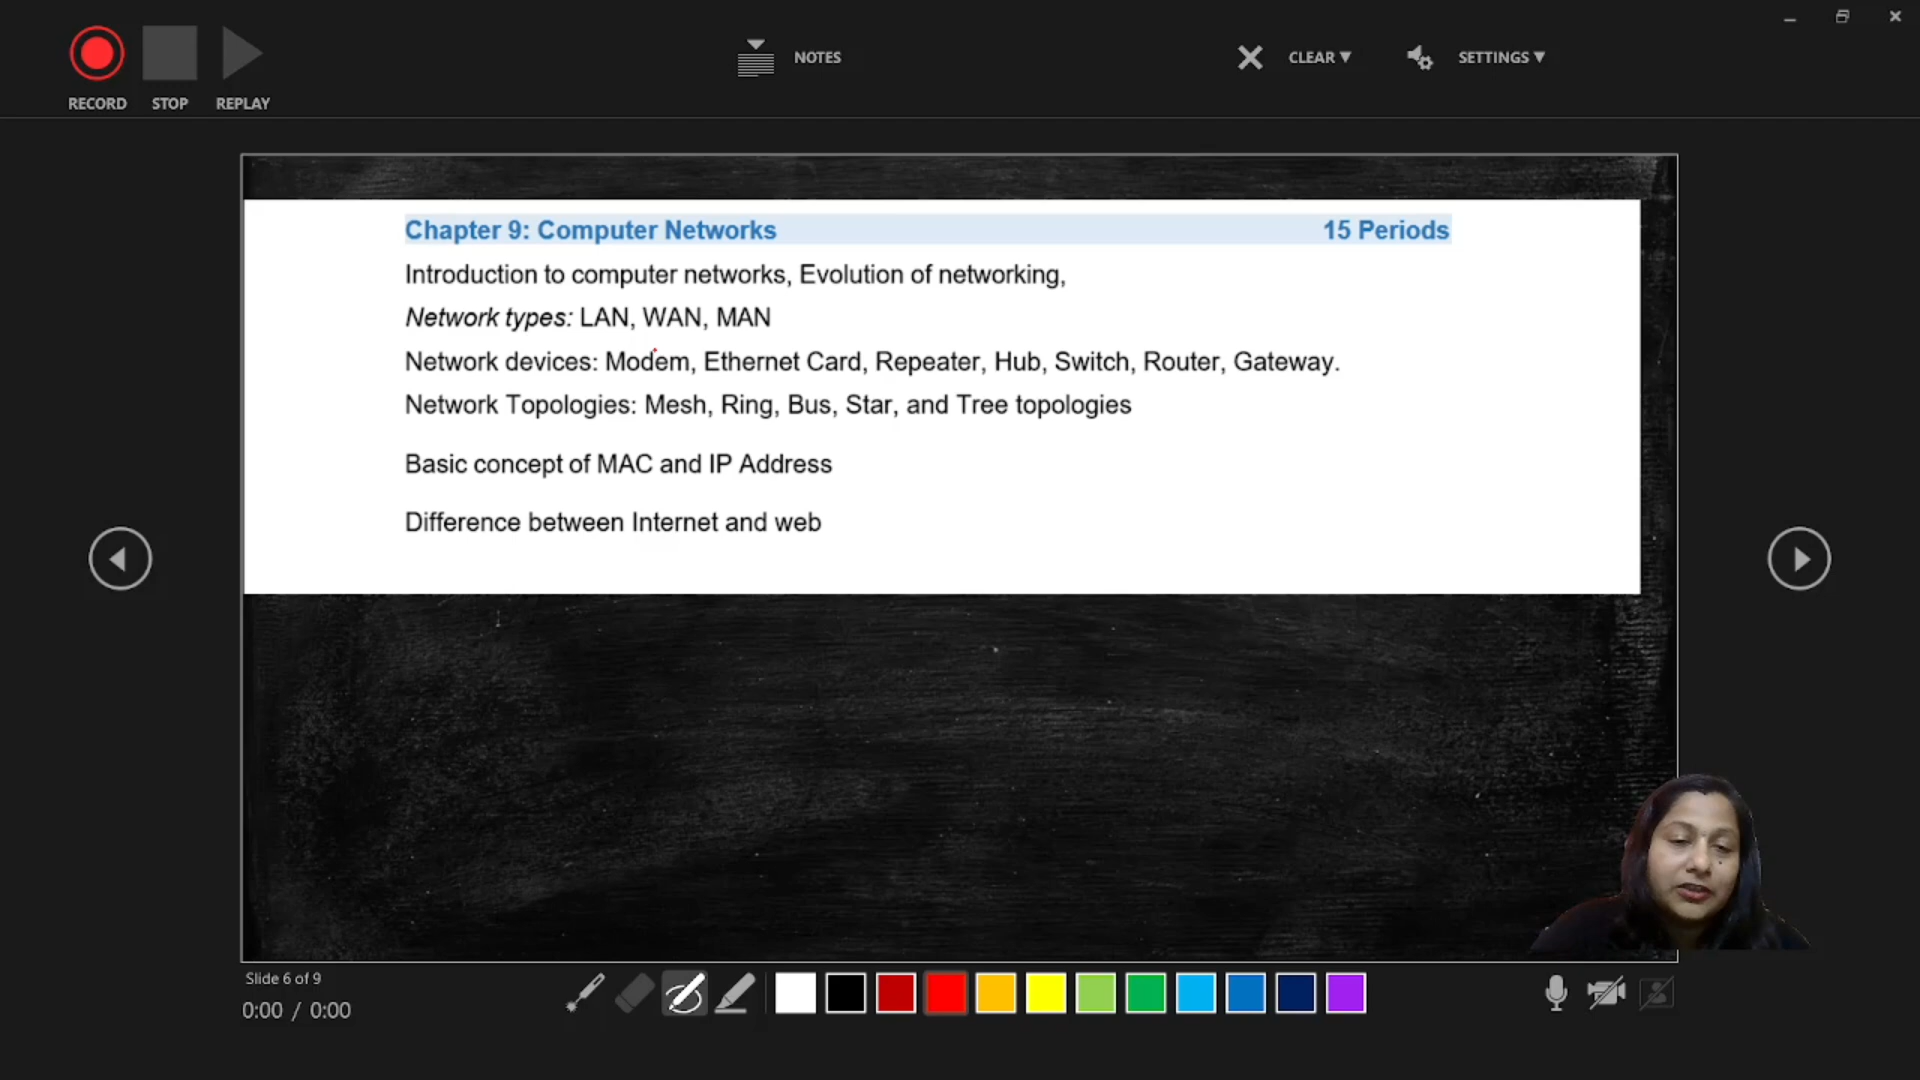 RECORD STOP REPLAY
NOTES
CLEAR
SETTINGS
Chapter 9: Computer Networks 15 Periods
Introduction to computer networks, Evolution of networking,
Network types: LAN, WAN, MAN
Network devices: Modem, Ethernet Card, Repeater, Hub, Switch, Router, Gateway.
Network Topologies: Mesh, Ring, Bus, Star, and Tree topologies
Basic concept of MAC and IP Address
Difference between Internet and web
Slide 6 of 9
0:00 / 0:00